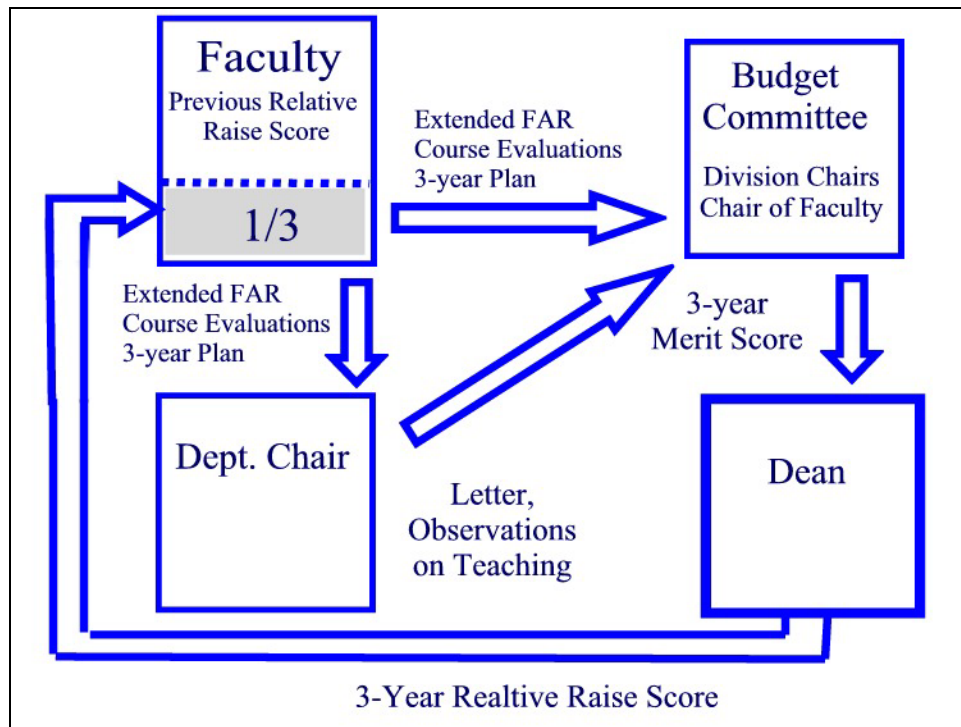 Faculty
Previous Relative
Raise Score
1/3
Extended FAR
Course Evaluations
3-year Plan
Budget
Committee
Division Chairs
Chair of Faculty
Extended FAR
Course Evaluations
3-year Plan
3-year
Merit Score
Dept. Chair
Letter,
Observations
on Teaching
Dean
3-Year Realtive Raise Score